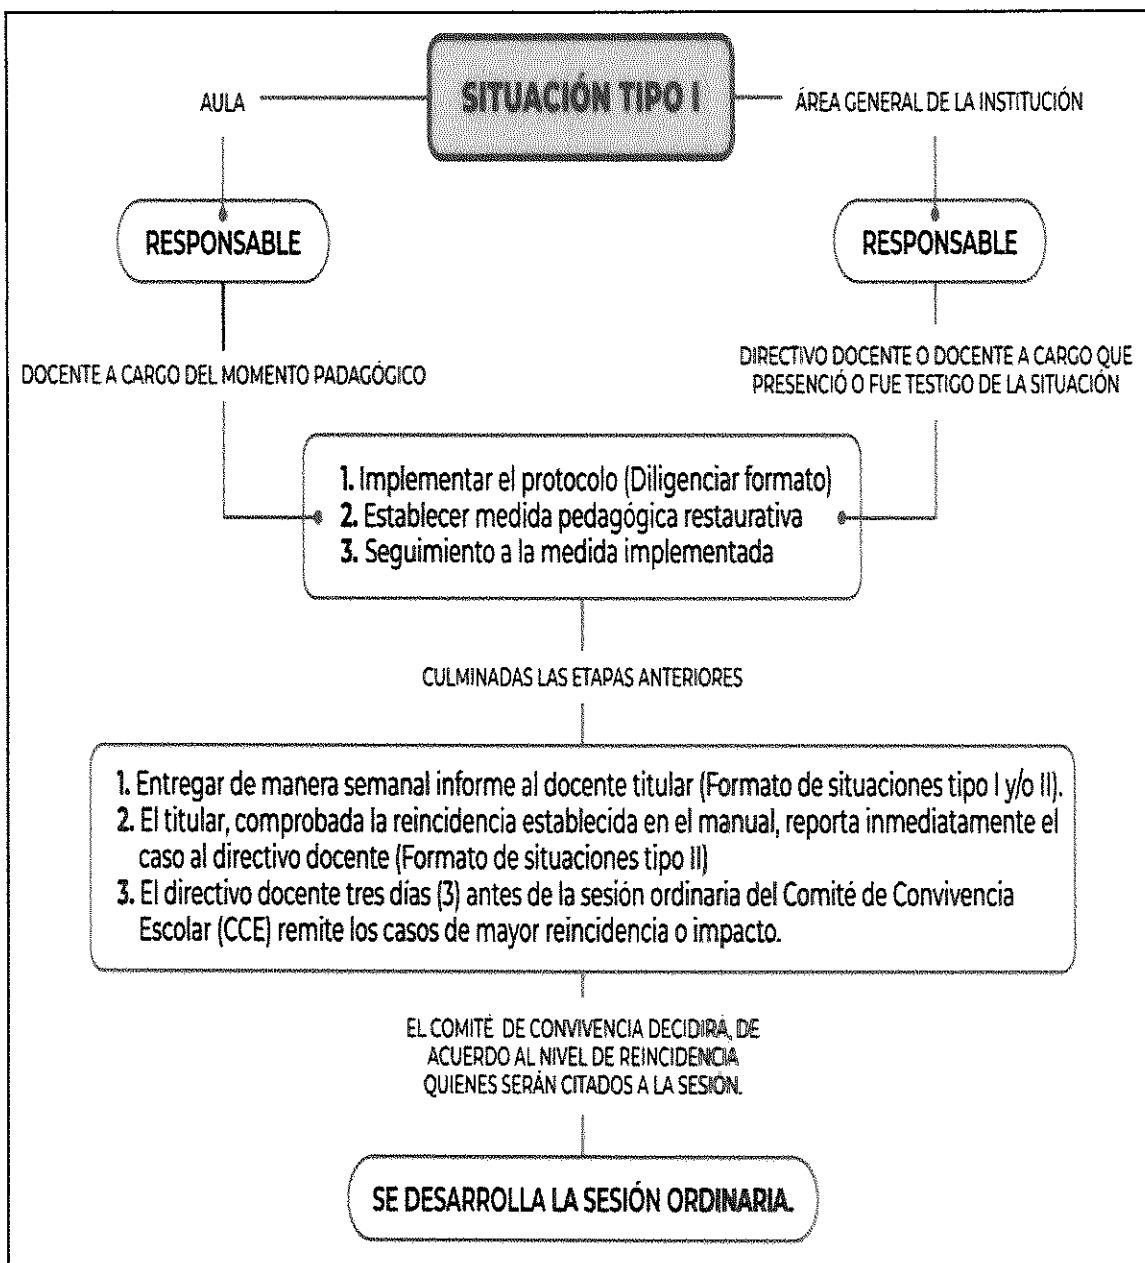 SITUACIÓN TIPO I
AULA
ÁREA GENERAL DE LA INSTITUCIÓN
RESPONSABLE
RESPONSABLE
DOCENTE A CARGO DEL MOMENTO PADAGÓGICO
DIRECTIVO DOCENTE O DOCENTE A CARGO QUE
PRESENCIÓ O FUE TESTIGO DE LA SITUACIÓN
1. Implementar el protocolo (Diligenciar formato)
2. Establecer medida pedagógica restaurativa
3. Seguimiento a la medida implementada
CULMINADAS LAS ETAPAS ANTERIORES
1. Entregar de manera semanal informe al docente titular (Formato de situaciones tipo I y/o II).
2. El titular, comprobada la reincidencia establecida en el manual, reporta inmediatamente el
caso al directivo docente (Formato de situaciones tipo II)
3. El directivo docente tres días (3) antes de la sesión ordinaria del Comité de Convivencia
Escolar (CCE) remite los casos de mayor reincidencia o impacto.
EL COMITÉ DE CONVIVENCIA DECIDIRÁ, DE
ACUERDO AL NIVEL DE REINCIDENCIA
QUIENES SERÁN CITADOS A LA SESIÓN.
SE DESARROLLA LA SESIÓN ORDINARIA.